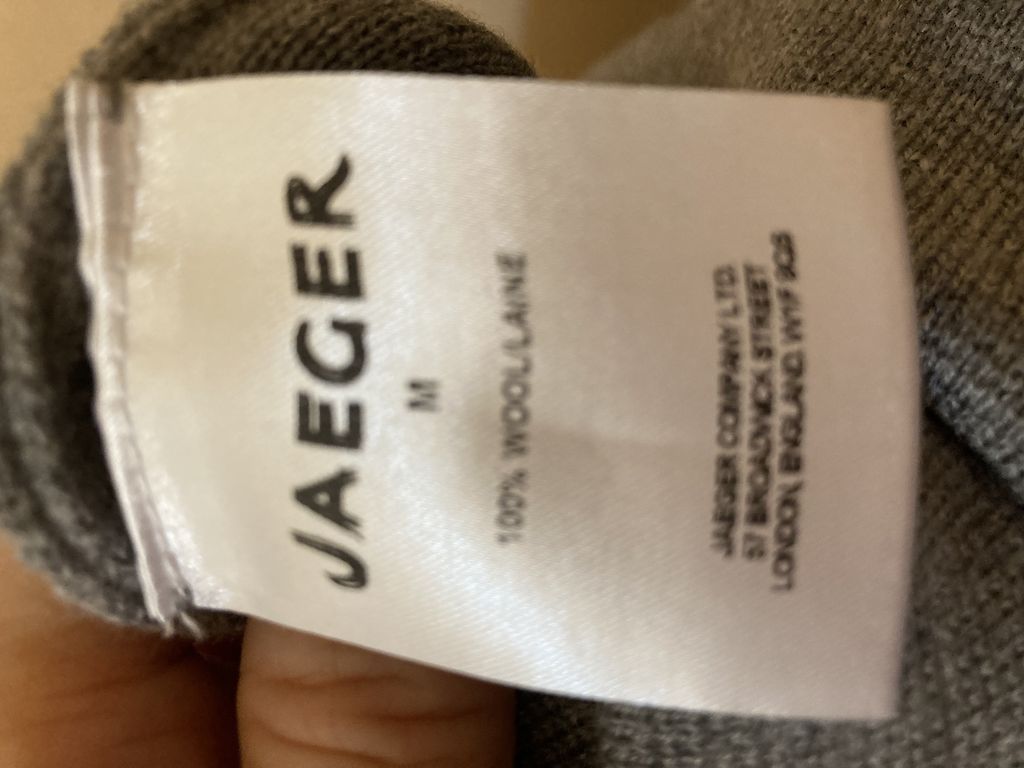 JAEGER
M
100% WOOL/LAINE
JAEGER COMPANY LTD.
57 BROADWICK STREET
LONDON, ENGLAND. W1F 9QS